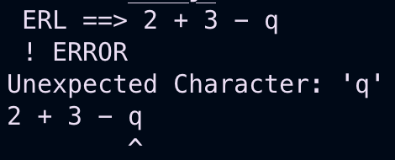 ERL ==> 2 + 3 - q
! ERROR
Unexpected Character: 'q'
2 + 3 - q
^